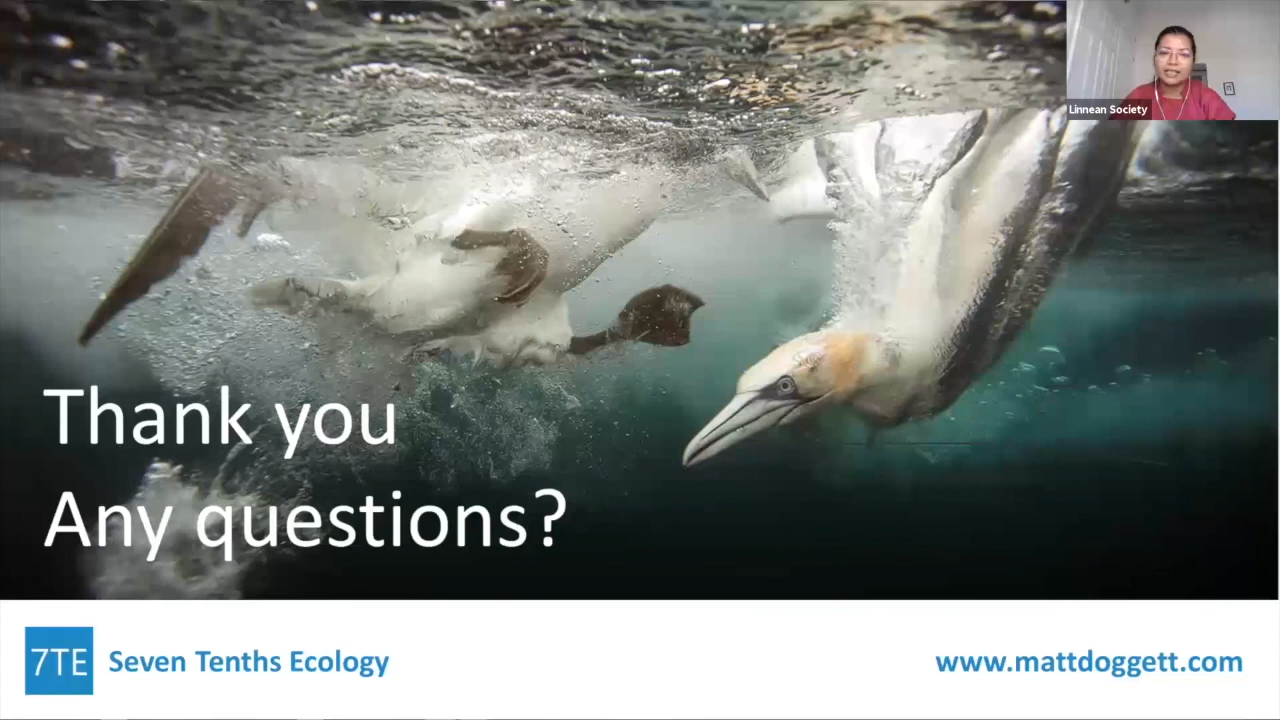 Linnean Society
Thank you
Any questions?
7TE Seven Tenths Ecology
www.mattdoggett.com